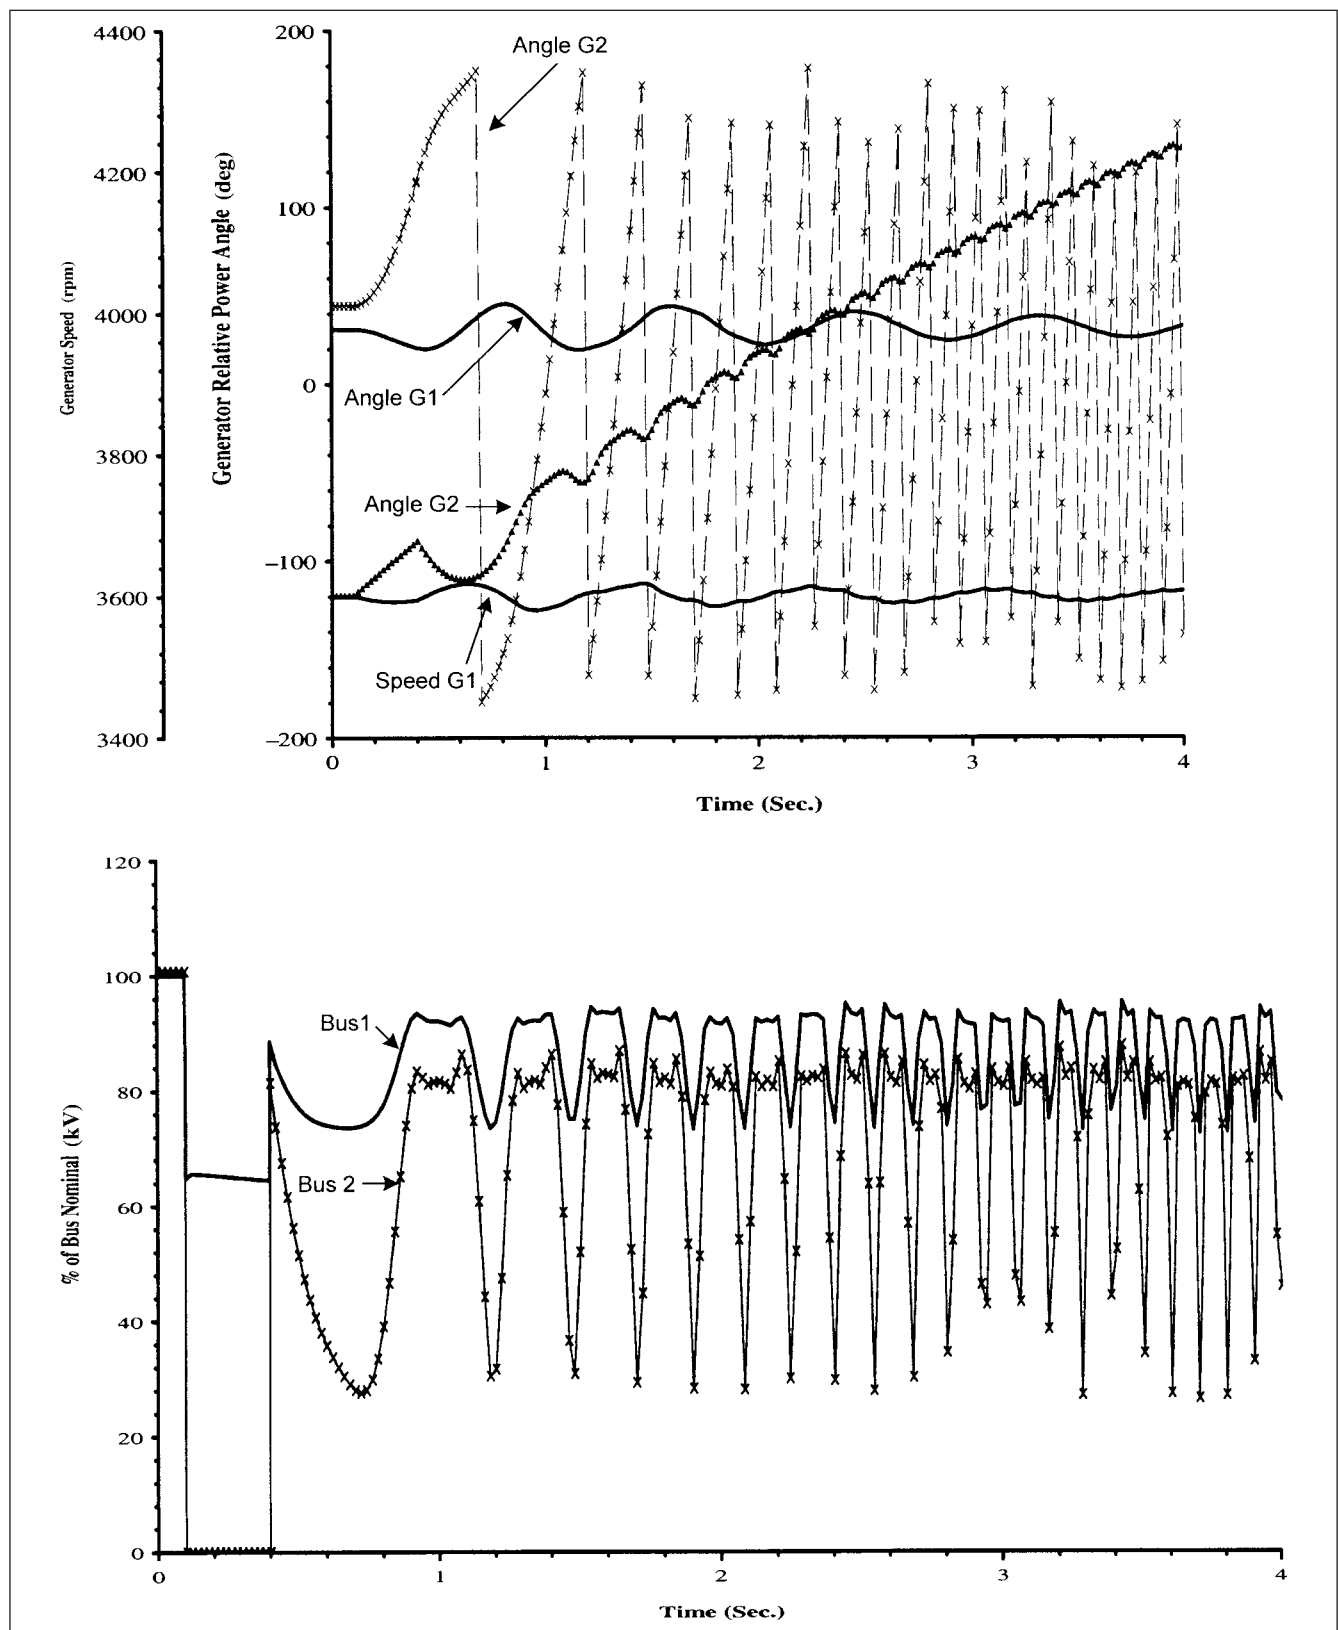 4400
4200
4000
3800
3600
3400
Generator Speed (rpm)
200
100
0
−100
−200
Generator Relative Power Angle (deg)
Angle G2
Angle G1
Angle G2
Speed G1
0
1
2
3
4
Time (Sec.)
120
100
80
60
40
20
0
% of Bus Nominal (kV)
Bus1
Bus 2
0
1
2
3
4
Time (Sec.)